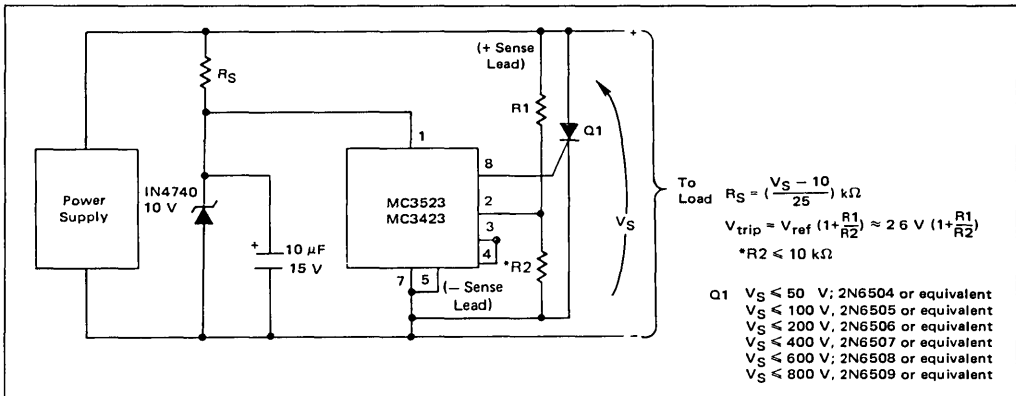 (+ Sense
Lead)
+
RS
R1
Q1
1
8
Power
Supply
IN4740
10 V
MC3523
MC3423
2
3
4
VS
To
Load
RS = (VS – 10 / 25) kΩ
Vtrip = Vref (1+R1/R2) ≈ 2 6 V (1+R1/R2)
*R2 ⩽ 10 kΩ
+
10 µF
15 V
*R2
7
5
(– Sense
Lead)
–
Q1 VS ⩽ 50 V; 2N6504 or equivalent
VS ⩽ 100 V, 2N6505 or equivalent
VS ⩽ 200 V, 2N6506 or equivalent
VS ⩽ 400 V, 2N6507 or equivalent
VS ⩽ 600 V; 2N6508 or equivalent
VS ⩽ 800 V, 2N6509 or equivalent